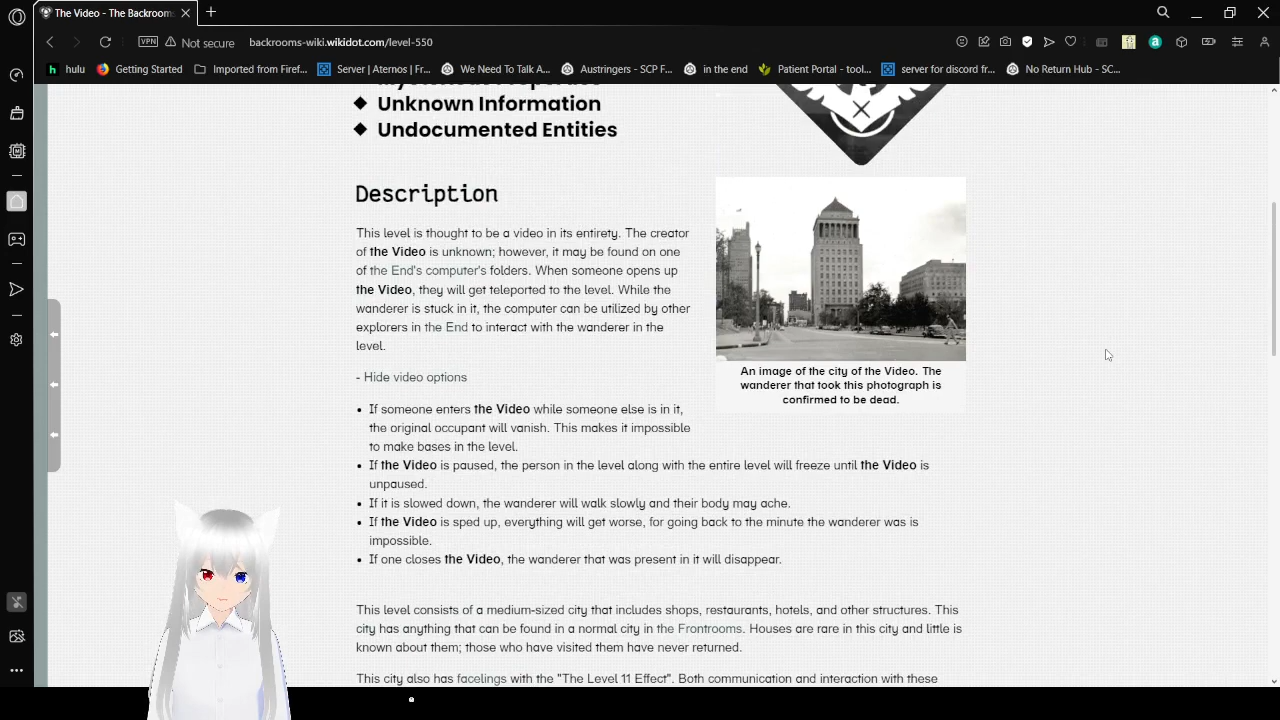 The Video - The Backrooms
Not secure
backrooms-wiki.wikidot.com/level-550
VPN
hulu
Getting Started
Imported from Firef...
Server | Aternos | Fr...
We Need To Talk A...
Austringers - SCP F...
in the end
Patient Portal - tool...
server for discord fr...
No Return Hub - SC...
Unknown Information
Undocumented Entities
Description
This level is thought to be a video in its entirety. The creator
of the Video is unknown; however, it may be found on one
of the End's computer's folders. When someone opens up
the Video, they will get teleported to the level. While the
wanderer is stuck in it, the computer can be utilized by other
explorers in the End to interact with the wanderer in the
level.
An image of the city of the Video. The
wanderer that took this photograph is
confirmed to be dead.
- Hide video options
If someone enters the Video while someone else is in it,
the original occupant will vanish. This makes it impossible
to make bases in the level.
If the Video is paused, the person in the level along with the entire level will freeze until the Video is
unpaused.
If it is slowed down, the wanderer will walk slowly and their body may ache.
If the Video is sped up, everything will get worse, for going back to the minute the wanderer was is
impossible.
If one closes the Video, the wanderer that was present in it will disappear.
This level consists of a medium-sized city that includes shops, restaurants, hotels, and other structures. This
city has anything that can be found in a normal city in the Frontrooms. Houses are rare in this city and little is
known about them; those who have visited them have never returned.
This city also has facelings with the "The Level 11 Effect". Both communication and interaction with these